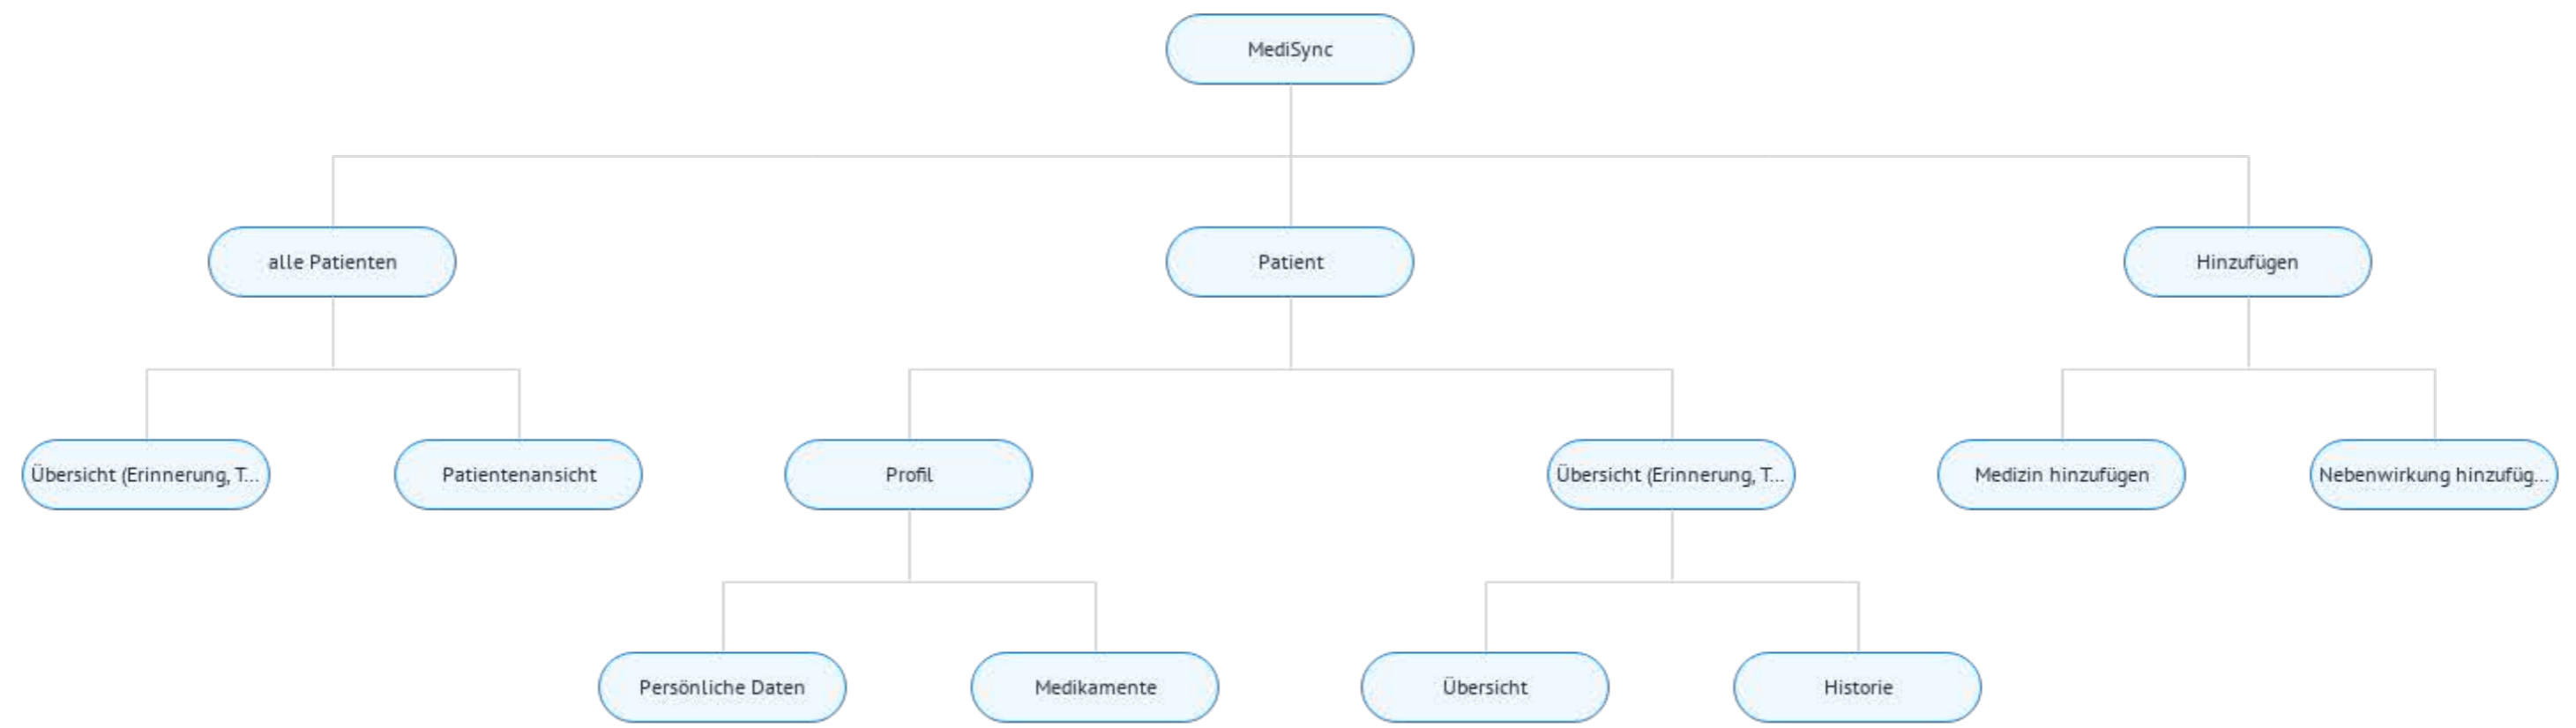 MediSync
alle Patienten
Patient
Hinzufügen
Übersicht (Erinnerung, T...
Patientenansicht
Profil
Übersicht (Erinnerung, T...
Medizin hinzufügen
Nebenwirkung hinzufüg...
Persönliche Daten
Medikamente
Übersicht
Historie